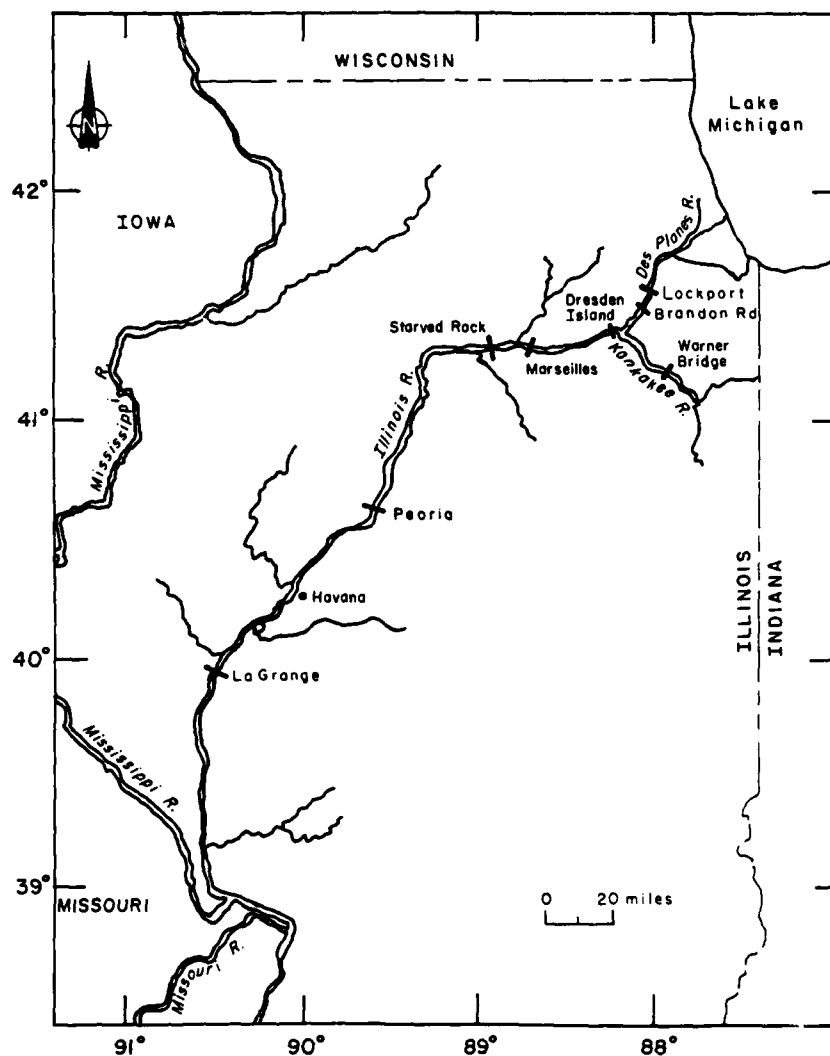 WISCONSIN
Lake
Michigan
N
42°
IOWA
Des Planes R.
Lockport
Brandon Rd
Dresden
Island
Starved Rock
Marseilles
Warner
Bridge
Kankakee R.
41°
Mississippi R.
Illinois R.
Peoria
Havana
ILLINOIS
INDIANA
40°
La Grange
Mississippi R.
39°
MISSOURI
0 20 miles
Missouri R.
91° 90° 89° 88°